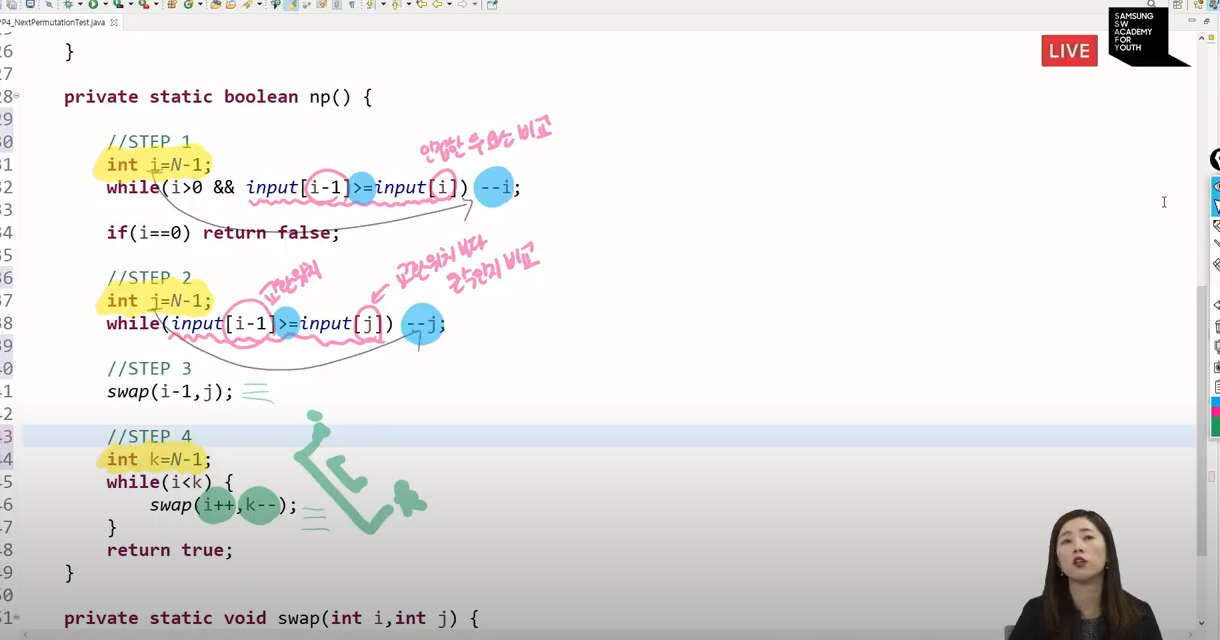 P4_NextPermutationTest.java
LIVE
SAMSUNG
SW
ACADEMY
FOR
YOUTH
26 }
27
28 private static boolean np() {
29
30 //STEP 1
인접한 두요소 비교
31 int i=N-1;
32 while(i>0 && input[i-1]>=input[i]) --i;
33
34 if(i==0) return false;
35
36 //STEP 2
교환위치
교환위치 보다
큰수인지 비교
37 int j=N-1;
38 while(input[i-1]>=input[j]) --j;
39
40 //STEP 3
41 swap(i-1,j);
42
43 //STEP 4
i
44 int k=N-1;
45 while(i<k) {
k
46 swap(i++,k--);
47 }
48 return true;
49 }
50
51 private static void swap(int i,int j) {